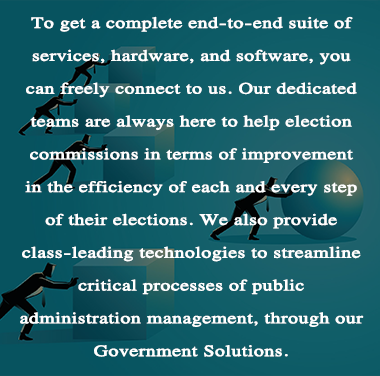 To get a complete end-to-end suite of
services, hardware, and software, you
can freely connect to us. Our dedicated
teams are always here to help election
commissions in terms of improvement
in the efficiency of each and every step
of their elections. We also provide
class-leading technologies to streamline
critical processes of public
administration management, through our
Government Solutions.